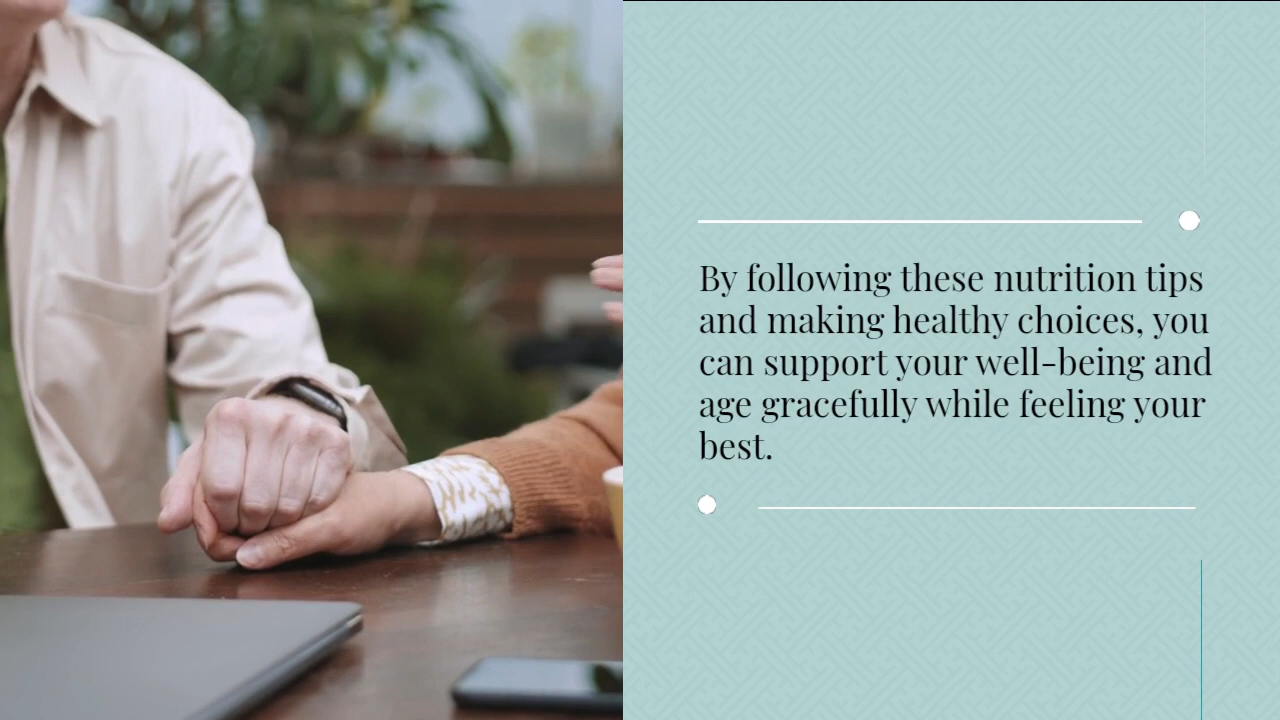 By following these nutrition tips
and making healthy choices, you
can support your well-being and
age gracefully while feeling your
best.